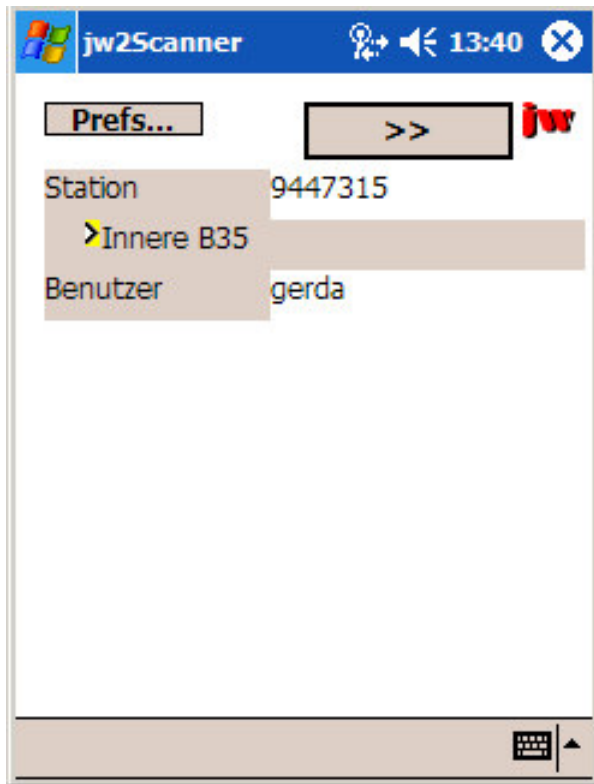 jw2Scanner 13:40
Prefs... >> jw
Station 9447315
Innere B35
Benutzer gerda